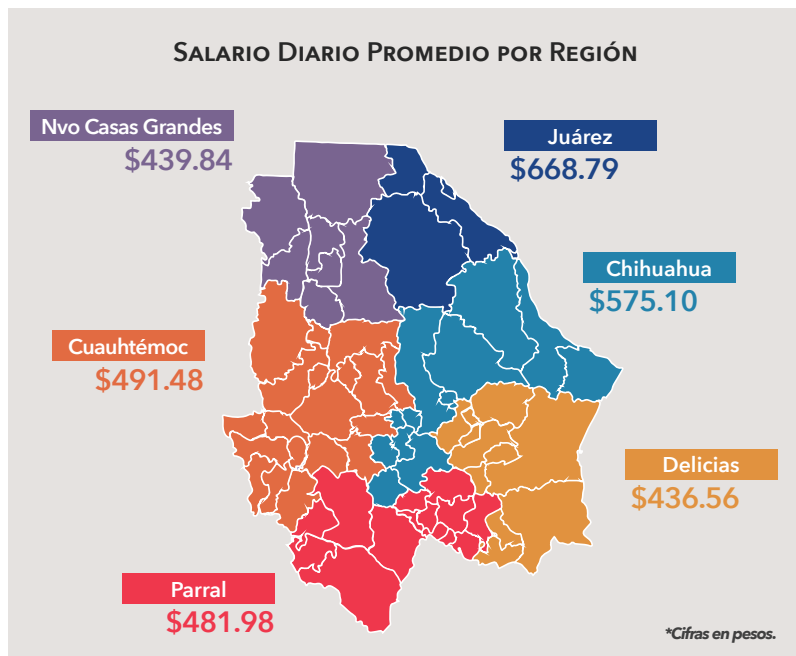 Salario Diario Promedio por Región
Nvo Casas Grandes
$439.84
Juárez
$668.79
Chihuahua
$575.10
Cuauhtémoc
$491.48
Delicias
$436.56
Parral
$481.98
*Cifras en pesos.